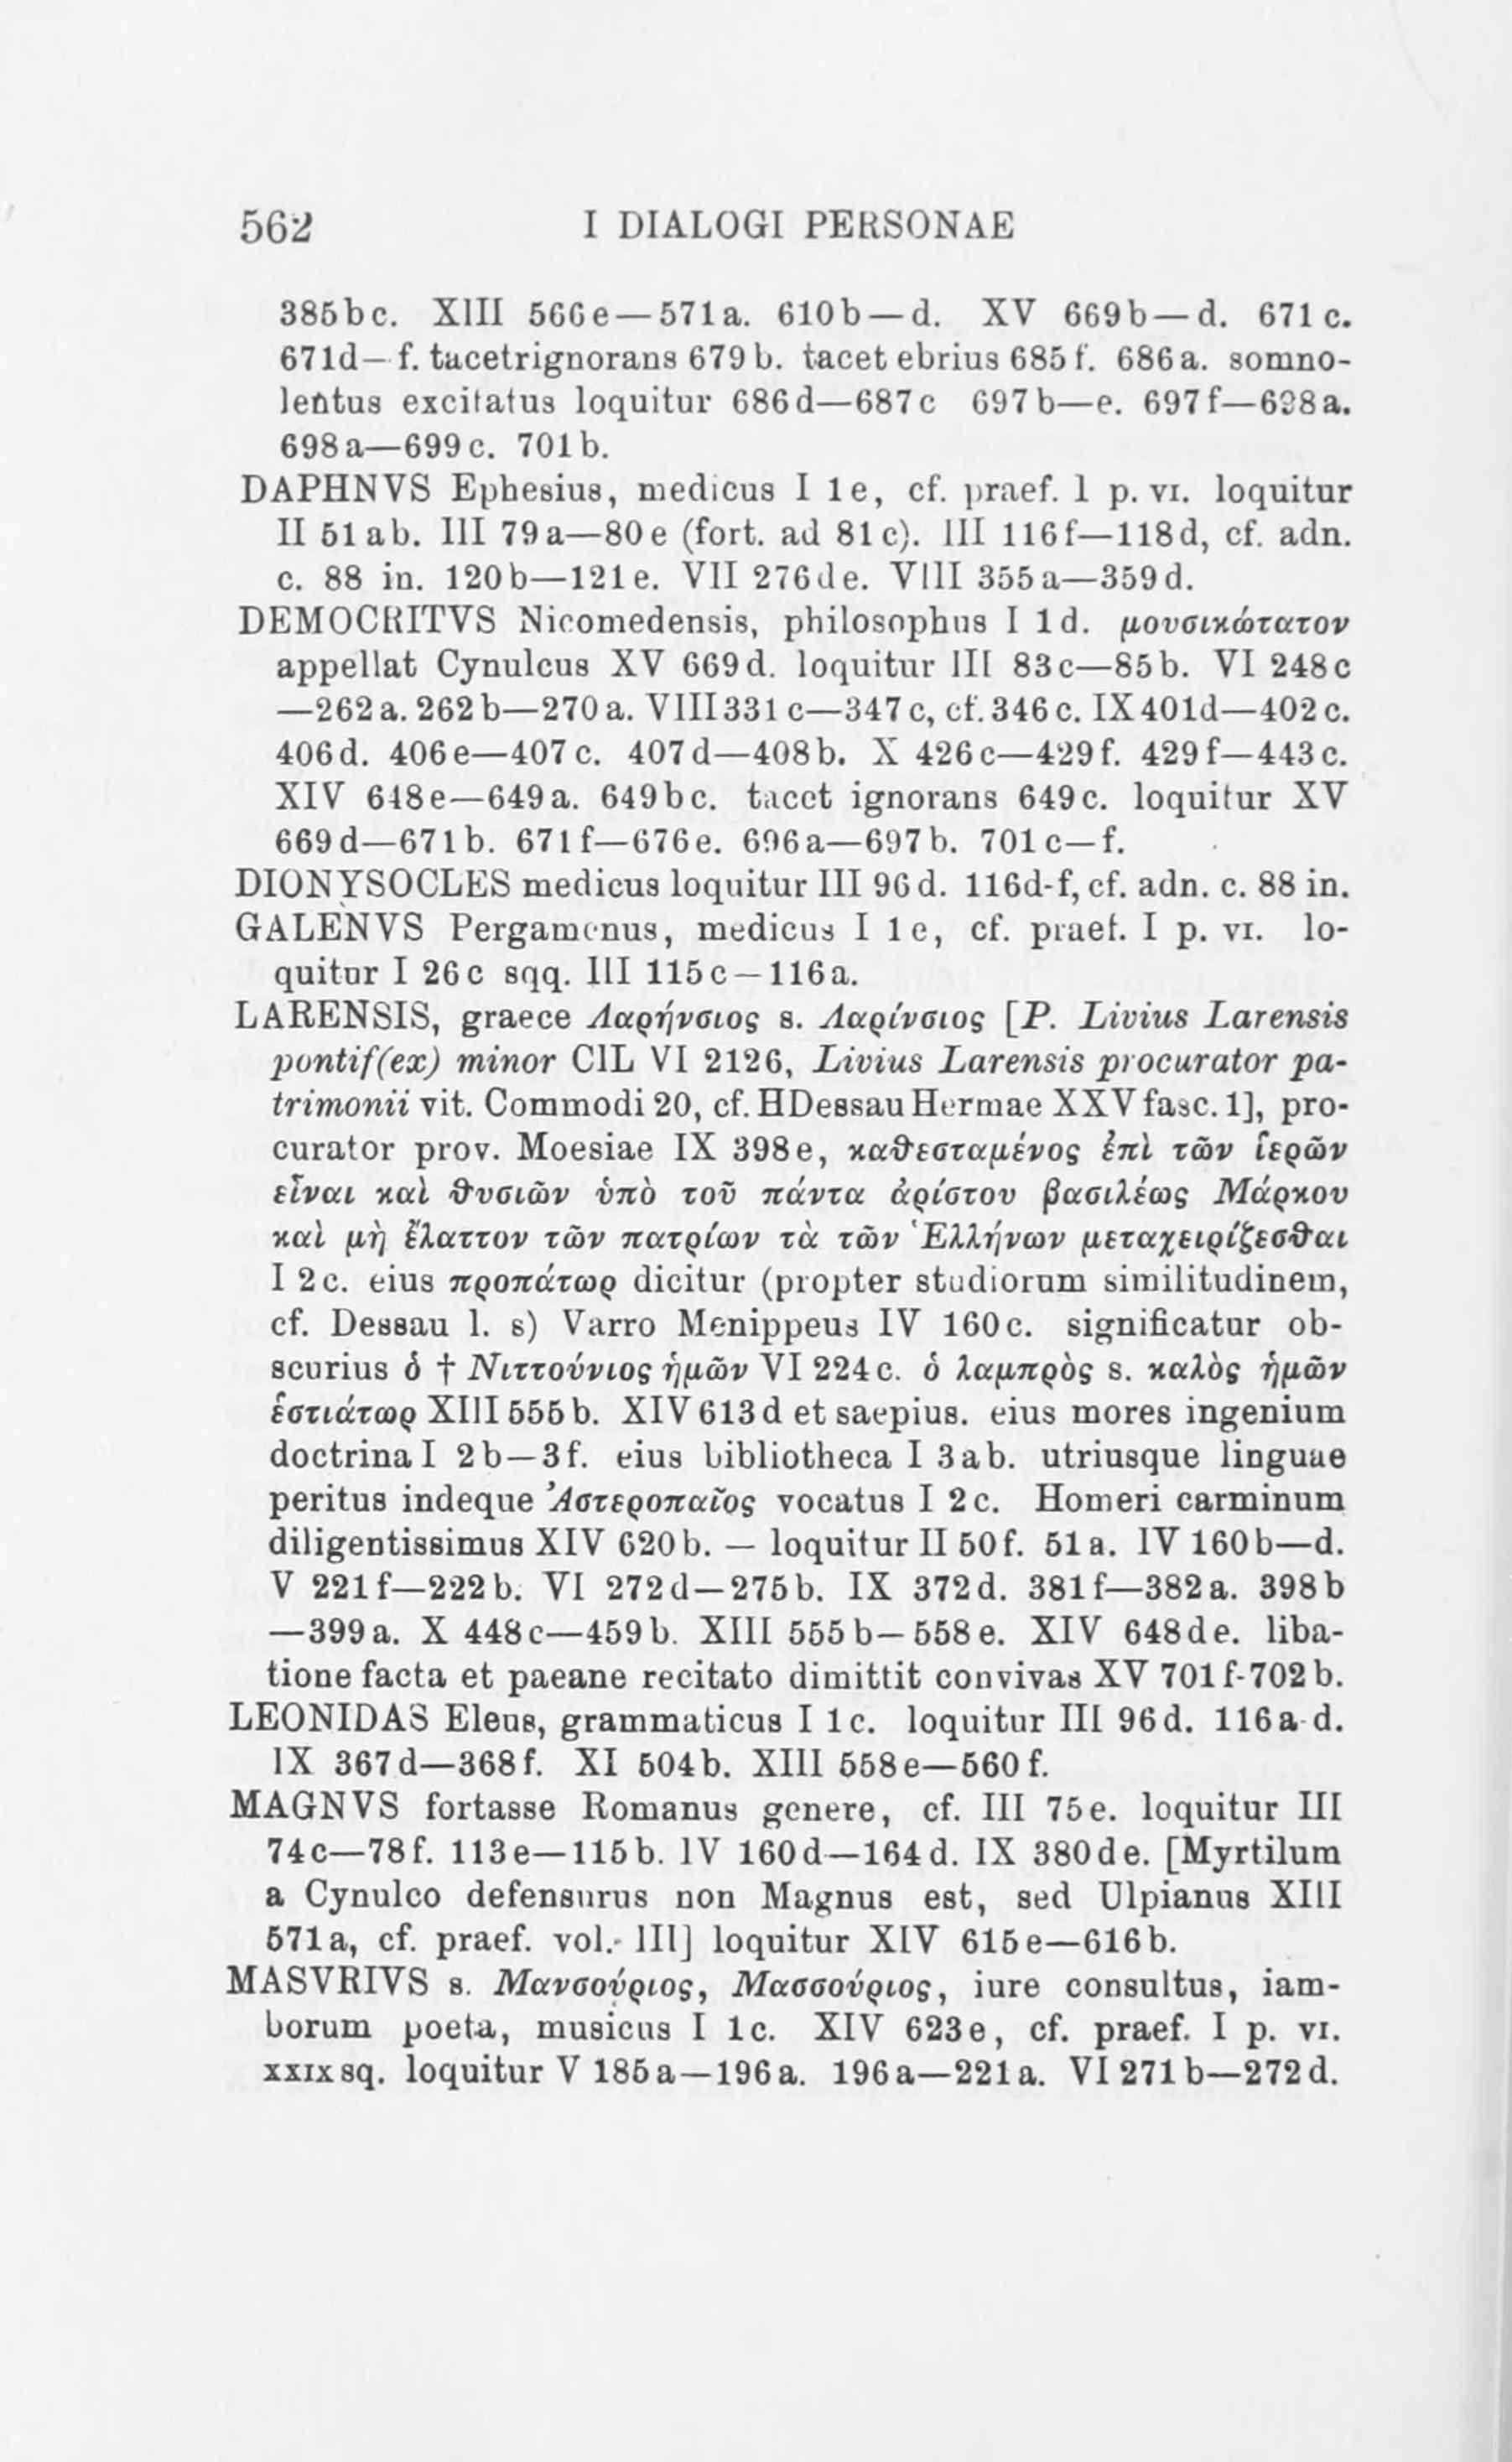 562 I DIALOGI PERSONAE
385bc. XIII 566e—571a. 610b—d. XV 669b—d. 671c.
671d—f. tacet ignorans 679b. tacet ebrius 685f. 686a. somno-
lentus excitatus loquitur 686d—687c 697b—e. 697f—698a.
698a—699c. 701b.
DAPHNVS Ephesius, medicus I 1e, cf. praef. I p. VI. loquitur
II 51ab. III 79a—80e (fort. ad 81c). III 116f—118d, cf. adn.
c. 88 in. 120b—121e. VII 276de. VIII 355a—359d.
DEMOCRITVS Nicomedensis, philosophus I 1d. μουσικώτατον
appellat Cynulcus XV 669d. loquitur III 83c—85b. VI 248c
—262a. 262b—270a. VIII 331c—347c, cf. 346c. IX 401d—402c.
406d. 406e—407c. 407d—408b. X 426c—429f. 429f—443c.
XIV 648e—649a. 649bc. tacet ignorans 649c. loquitur XV
669d—671b. 671f—676e. 696a—697b. 701c—f.
DIONYSOCLES medicus loquitur III 96d. 116d-f, cf. adn. c. 88 in.
GALENVS Pergamenus, medicus I 1e, cf. praef. I p. VI. lo-
quitur I 26c sqq. III 115c—116a.
LARENSIS, graece Λαρήνσιος s. Λαρίνσιος [P. Livius Larensis
pontif(ex) minor CIL VI 2126, Livius Larensis procurator pa-
trimonii vit. Commodi 20, cf. HDessau Hermae XXV fasc. 1], pro-
curator prov. Moesiae IX 398e, καθεσταμένος ἐπὶ τῶν ἱερῶν
εἶναι καὶ θυσιῶν ὑπὸ τοῦ πάντα ἀρίστου βασιλέως Μάρκου
καὶ μὴ ἔλαττον τῶν πατρίων τὰ τῶν Ἑλλήνων μεταχειρίζεσθαι
I 2c. eius προπάτωρ dicitur (propter studiorum similitudinem,
cf. Dessau l. s) Varro Menippeus IV 160c. significatur ob-
scurius ὁ † Νιττούνιος ἡμῶν VI 224c. ὁ λαμπρὸς s. καλὸς ἡμῶν
ἑστιάτωρ XIII 555b. XIV 613d et saepius. eius mores ingenium
doctrina I 2b—3f. eius bibliotheca I 3ab. utriusque linguae
peritus indeque Ἀστεροπαῖος vocatus I 2c. Homeri carminum
diligentissimus XIV 620b. — loquitur II 50f. 51a. IV 160b—d.
V 221f—222b. VI 272d—275b. IX 372d. 381f—382a. 398b
—399a. X 448c—459b. XIII 555b—558e. XIV 648de. liba-
tione facta et paeane recitato dimittit convivas XV 701f-702b.
LEONIDAS Eleus, grammaticus I 1c. loquitur III 96d. 116a-d.
IX 367d—368f. XI 504b. XIII 558e—560f.
MAGNVS fortasse Romanus genere, cf. III 75e. loquitur III
74c—78f. 113e—115b. IV 160d—164d. IX 380de. [Myrtilum
a Cynulco defensurus non Magnus est, sed Ulpianus XIII
571a, cf. praef. vol. III] loquitur XIV 615e—616b.
MASVRIVS s. Μανσούριος, Μασσούριος, iure consultus, iam-
borum poeta, musicus I 1c. XIV 623e, cf. praef. I p. VI.
XXIX sq. loquitur V 185a—196a. 196a—221a. VI 271b—272d.